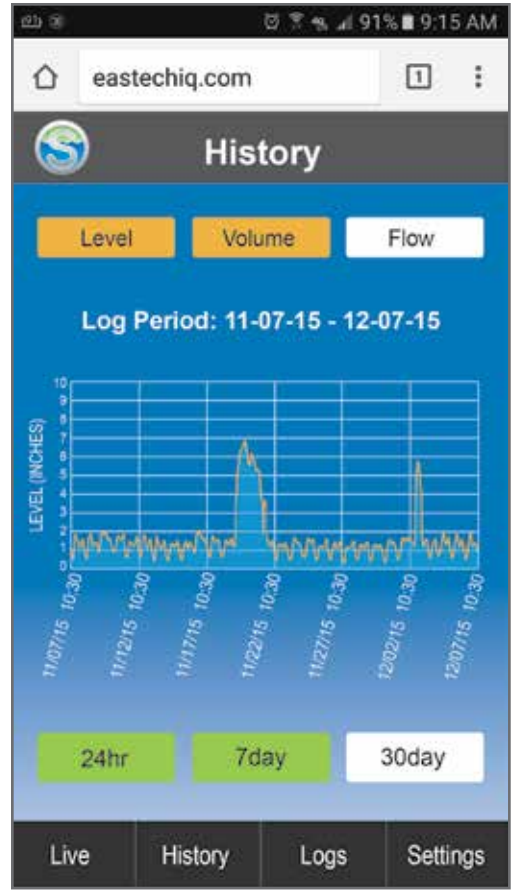 91% 9:15 AM
eastechiq.com
1
S
History
Level Volume Flow
Log Period: 11-07-15 - 12-07-15
LEVEL (INCHES)
10
9
8
7
6
5
4
3
2
1
0
11/07/15 10:30
11/12/15 10:30
11/17/15 10:30
11/22/15 10:30
11/27/15 10:30
12/02/15 10:30
12/07/15 10:30
24hr 7day 30day
Live History Logs Settings